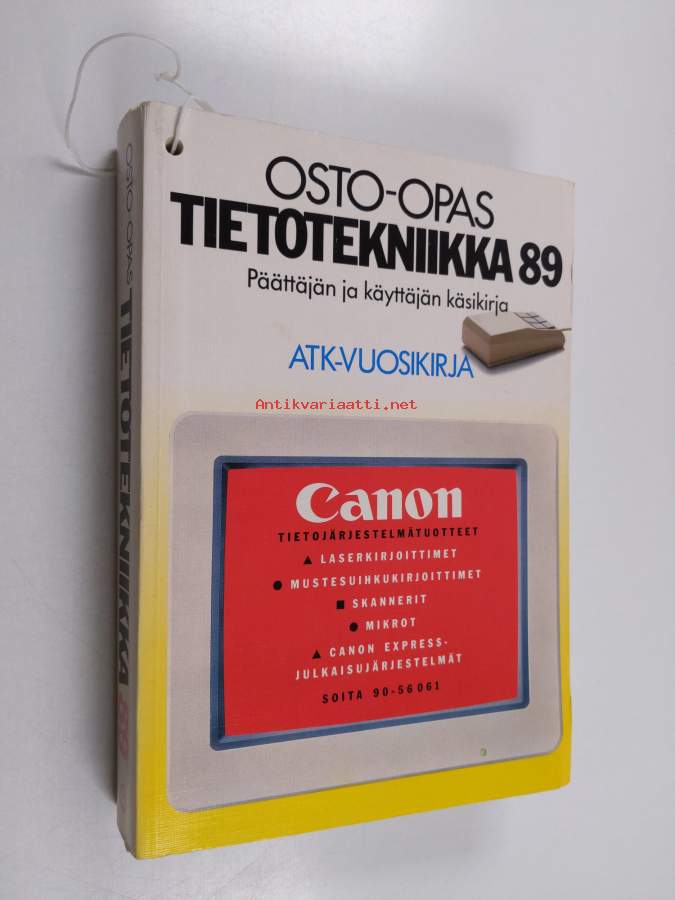 OSTO-OPAS
TIETOTEKNIIKKA 89
Päättäjän ja käyttäjän käsikirja
ATK-VUOSIKIRJA
Antikvariaatti.net
Canon
TIETOJÄRJESTELMÄTUOTTEET
▲ LASERKIRJOITTIMET
● MUSTESUIHKUKIRJOITTIMET
■ SKANNERIT
● MIKROT
▲ CANON EXPRESS-
JULKAISUJÄRJESTELMÄT
SOITA 90-56061
OSTO-OPAS TIETOTEKNIIKKA 89